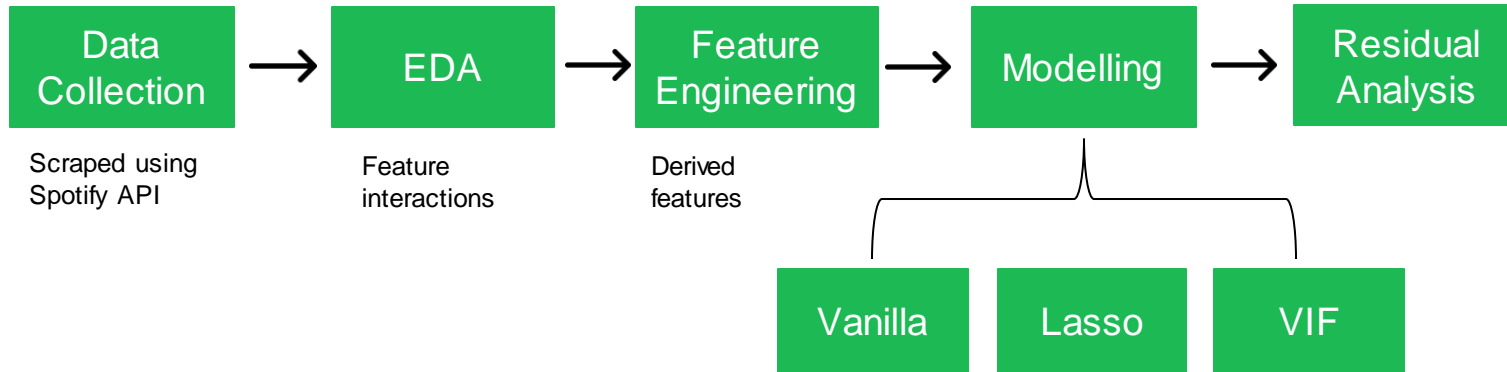 Data
Collection
EDA
Feature
Engineering
Modelling
Residual
Analysis
Scraped using
Spotify API
Feature
interactions
Derived
features
Vanilla
Lasso
VIF